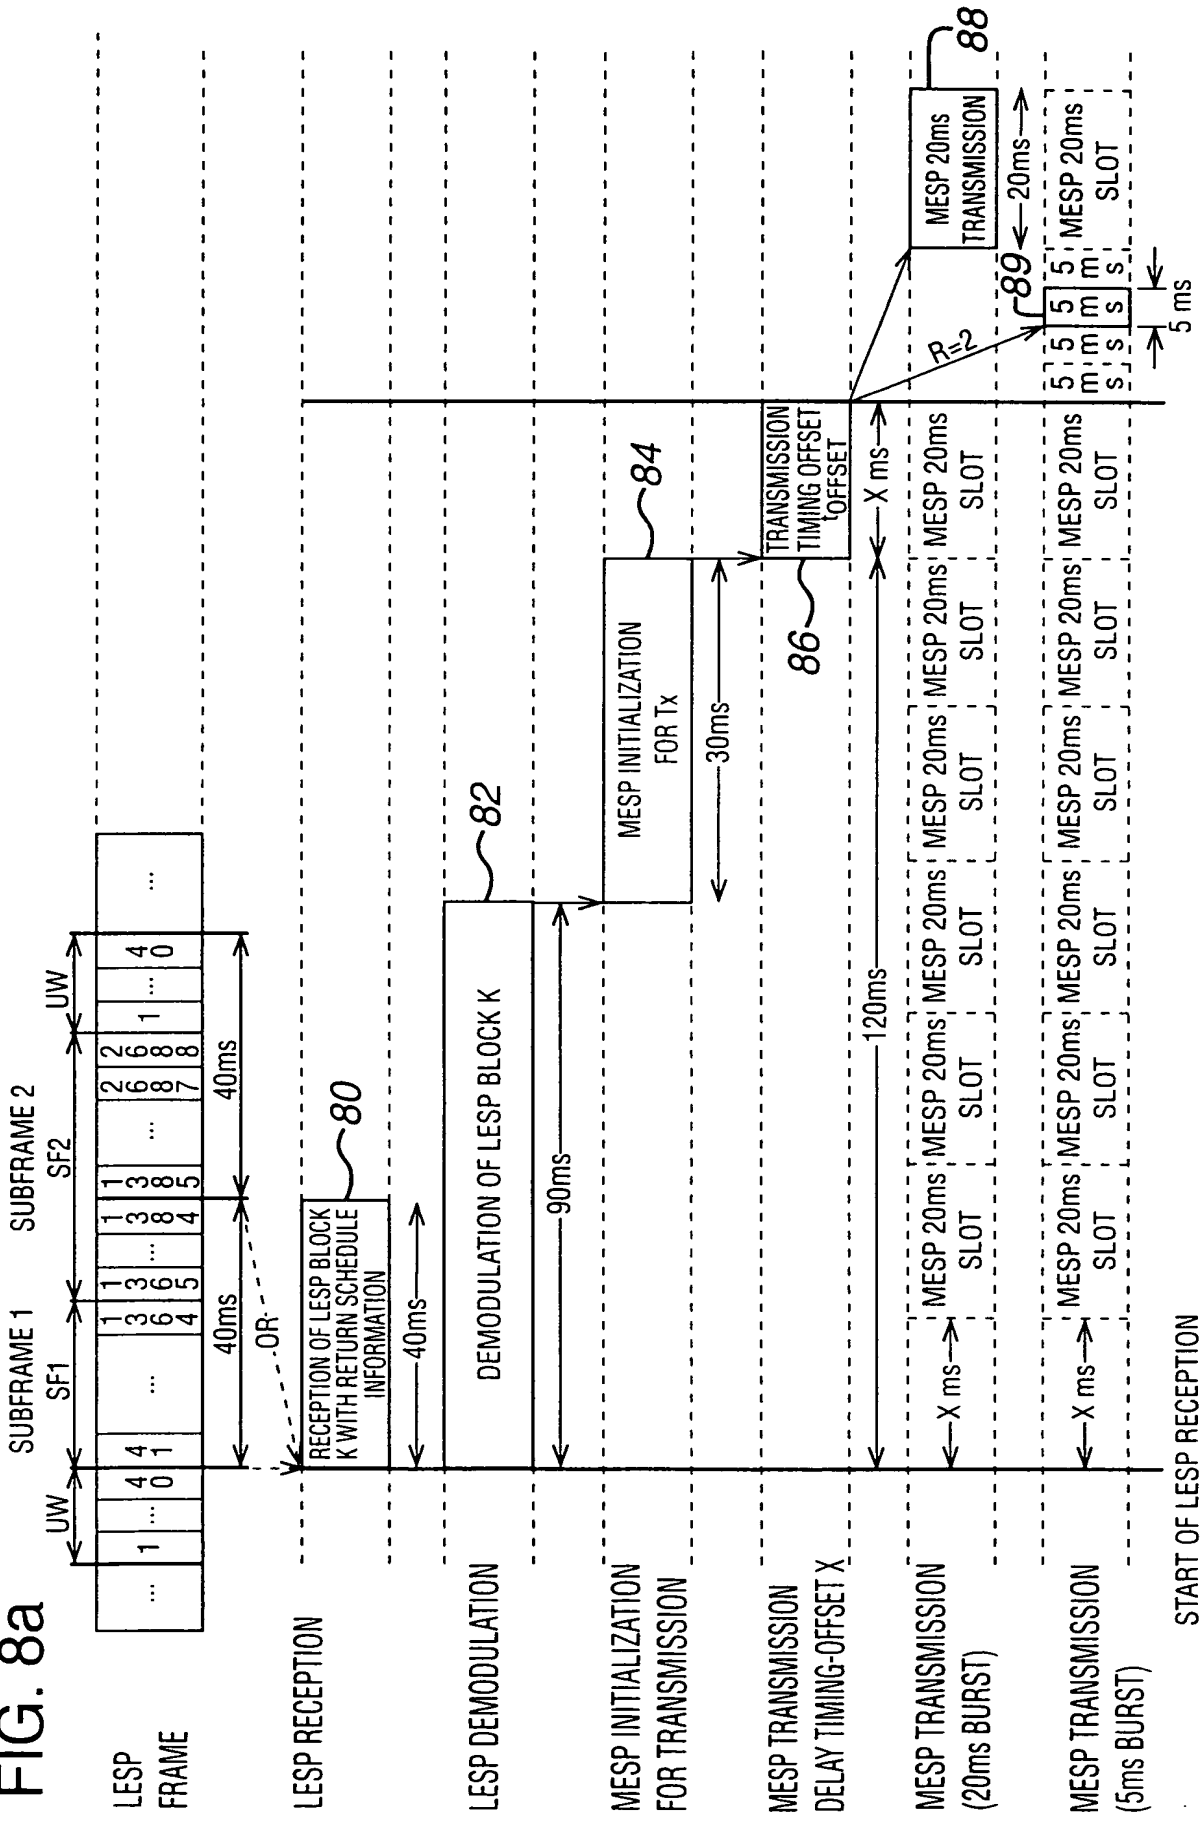 FIG. 8a
SUBFRAME 1
SUBFRAME 2
UW
SF1
SF2
UW
LESP
FRAME
...
1
...
40
41
...
1364
1365
...
1384
1385
...
2687
2688
1
...
40
...
40ms
40ms
OR
LESP RECEPTION
RECEPTION OF LESP BLOCK
K WITH RETURN SCHEDULE
INFORMATION
80
40ms
LESP DEMODULATION
DEMODULATION OF LESP BLOCK K
82
90ms
MESP INITIALIZATION
FOR TRANSMISSION
MESP INITIALIZATION
FOR Tx
84
30ms
MESP TRANSMISSION
DELAY TIMING-OFFSET X
86
TRANSMISSION
TIMING OFFSET
tOFFSET
120ms
X ms
R=2
MESP TRANSMISSION
(20ms BURST)
X ms
MESP 20ms
SLOT
MESP 20ms
SLOT
MESP 20ms
SLOT
MESP 20ms
SLOT
MESP 20ms
SLOT
MESP 20ms
SLOT
MESP 20ms
TRANSMISSION
88
20ms
MESP TRANSMISSION
(5ms BURST)
X ms
MESP 20ms
SLOT
MESP 20ms
SLOT
MESP 20ms
SLOT
MESP 20ms
SLOT
MESP 20ms
SLOT
MESP 20ms
SLOT
5ms
5ms
5ms
5ms
89
MESP 20ms
SLOT
5 ms
START OF LESP RECEPTION